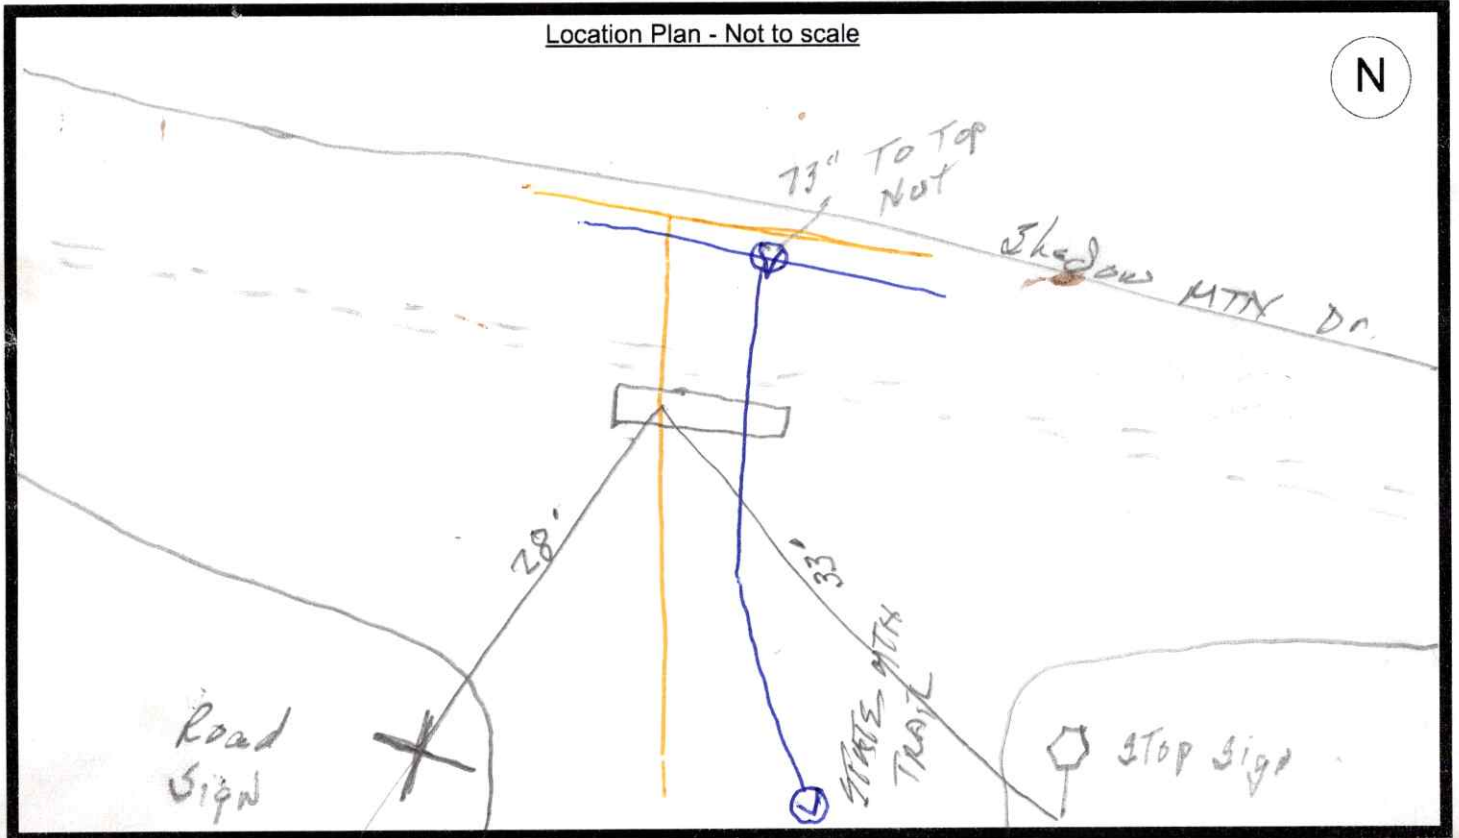 Location Plan - Not to scale
N
73" To Top
Nut
Shadow MTN Dr.
28'
33'
TRAIL
Road
Sign
STop Sign